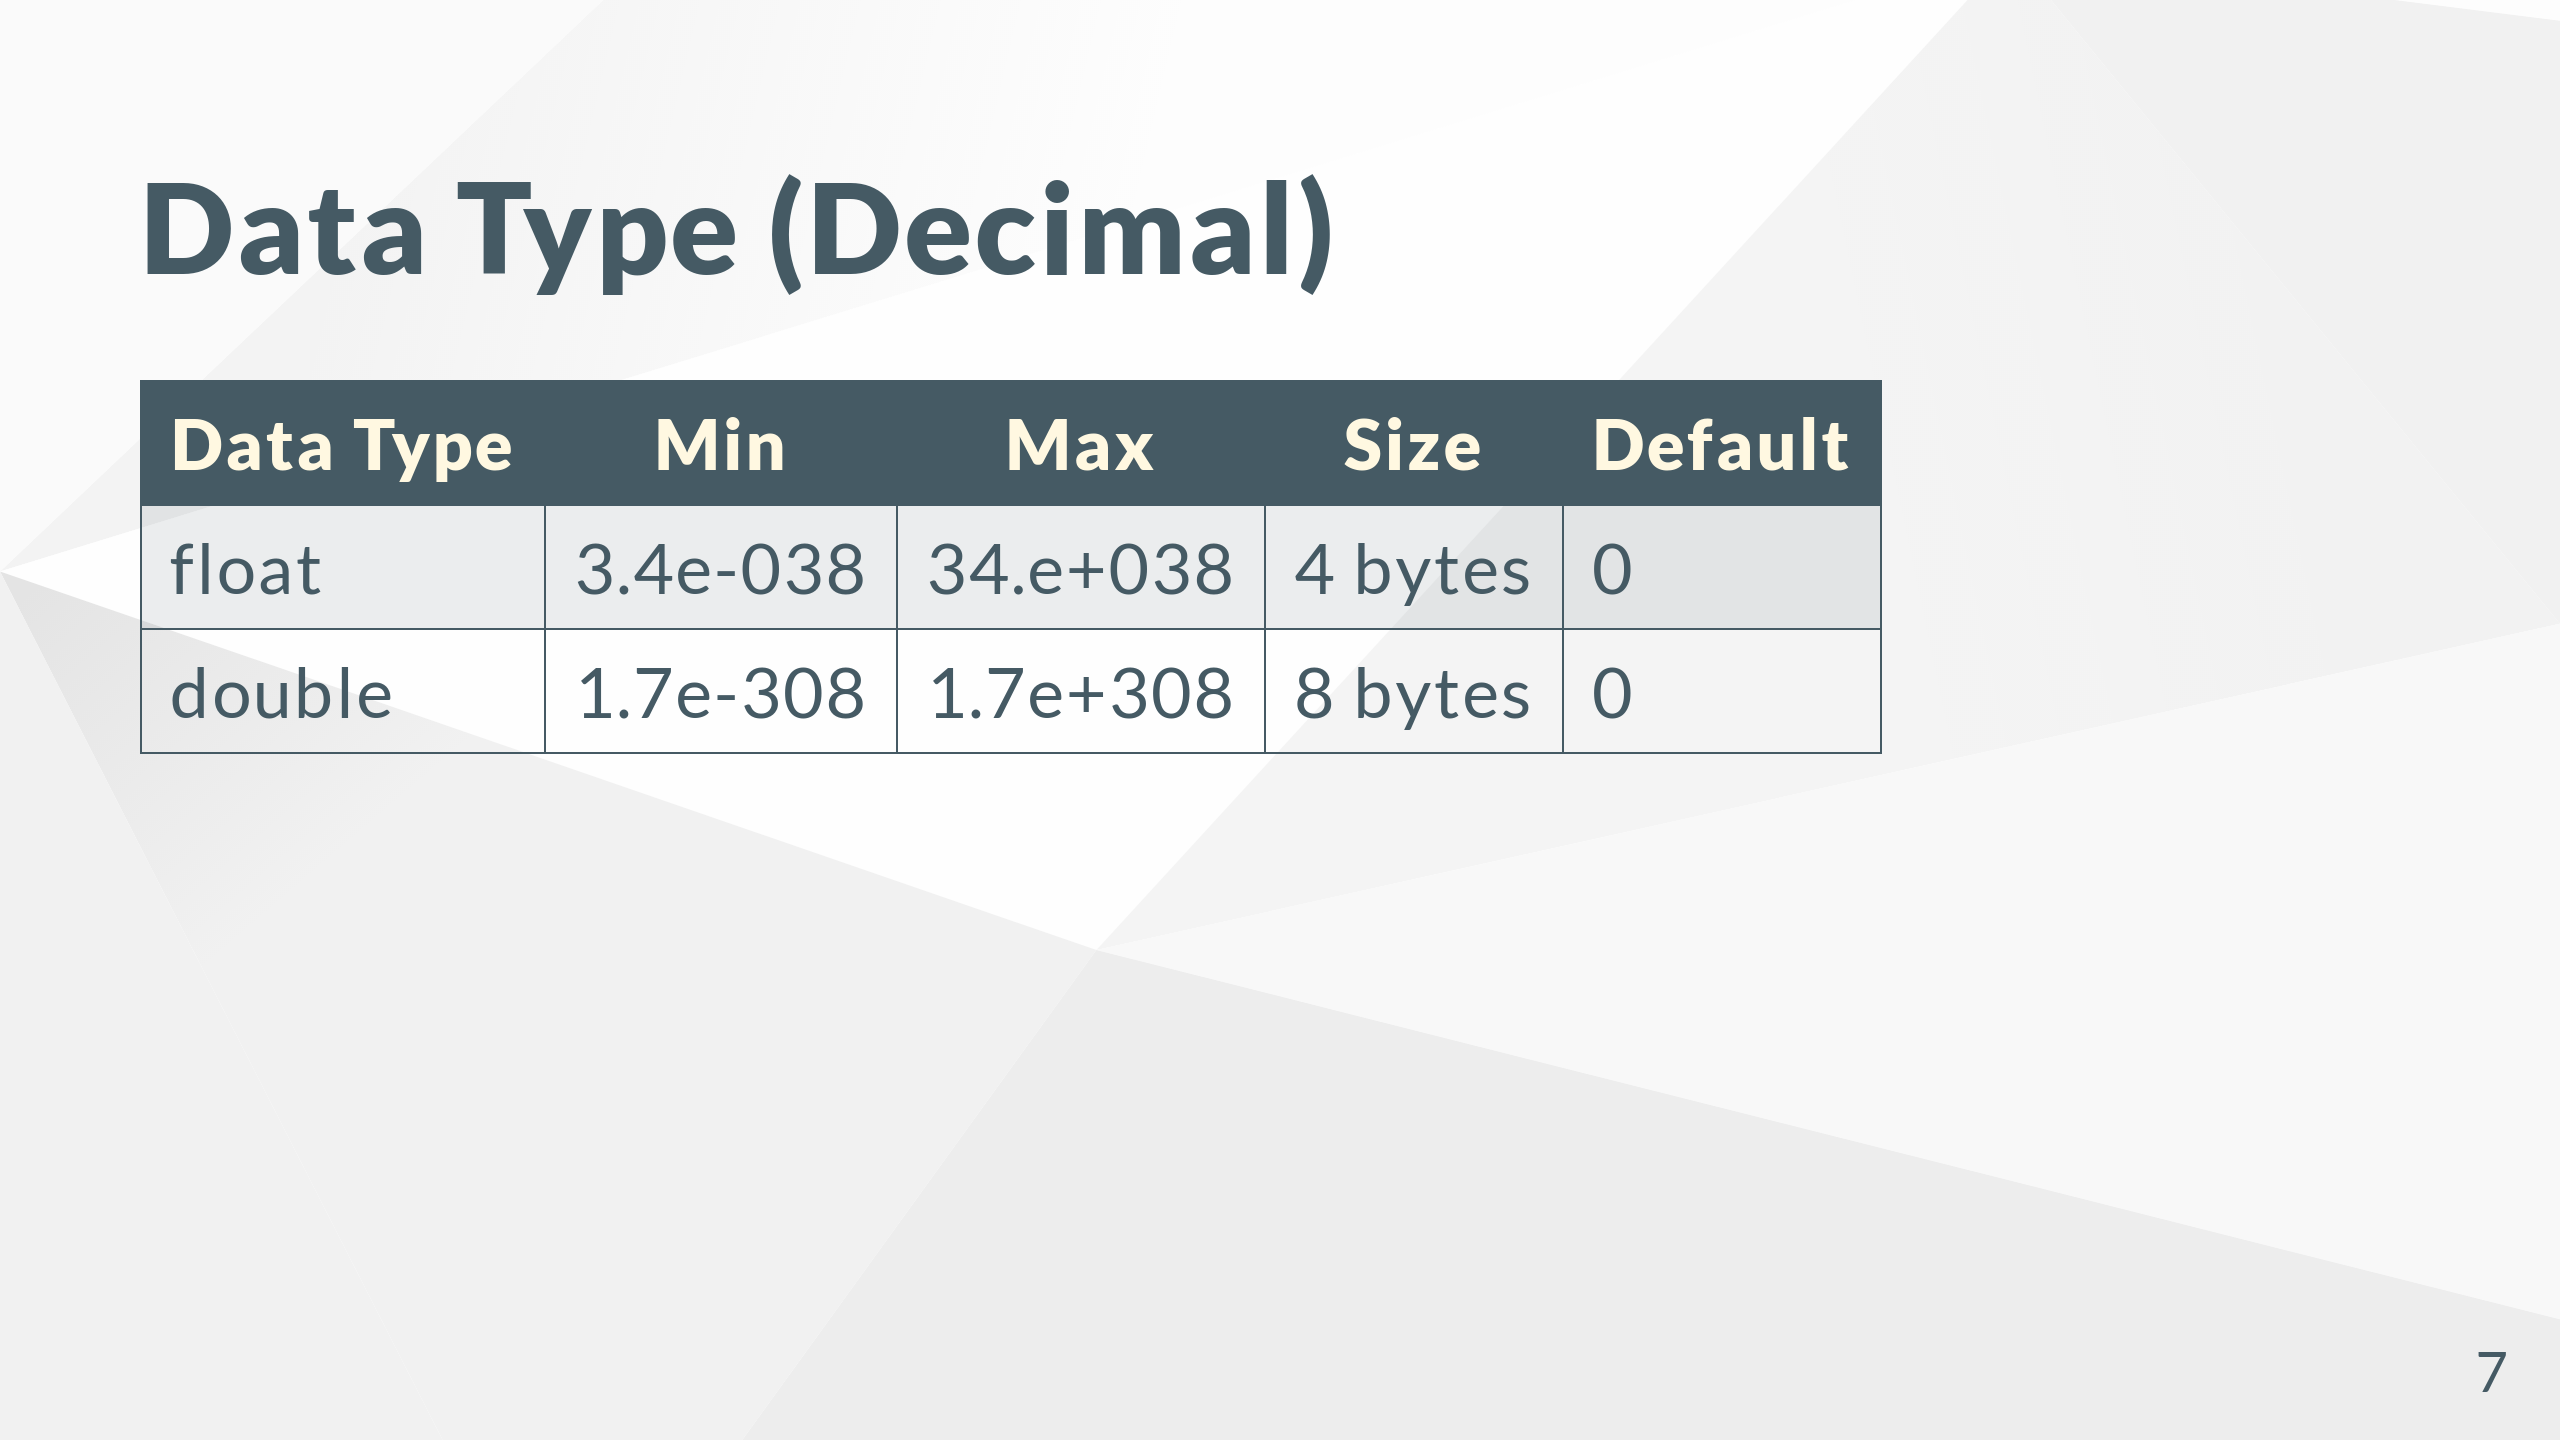 Data Type (Decimal)
Data Type Min Max Size Default
float 3.4e-038 34.e+038 4 bytes 0
double 1.7e-308 1.7e+308 8 bytes 0
7